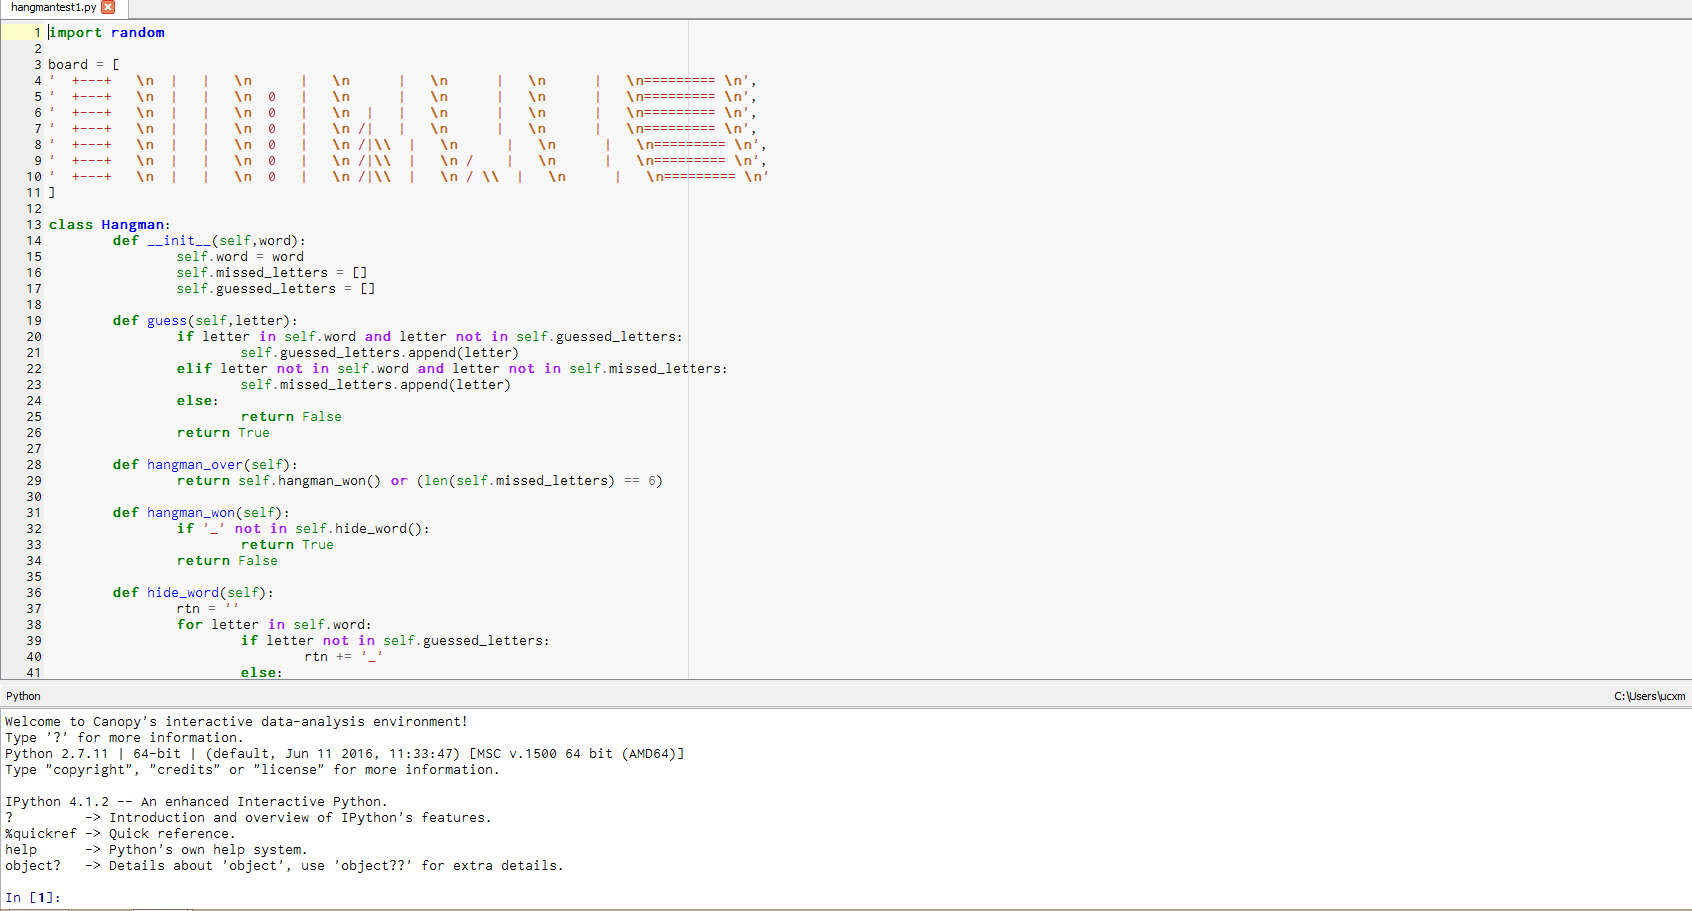 hangmantest1.py
1 import random
2
3 board = [
4 '  +---+   \n  |   |   \n      |   \n      |   \n      |   \n      |   \n========= \n',
5 '  +---+   \n  |   |   \n  0   |   \n      |   \n      |   \n      |   \n========= \n',
6 '  +---+   \n  |   |   \n  0   |   \n  |   |   \n      |   \n      |   \n========= \n',
7 '  +---+   \n  |   |   \n  0   |   \n /|   |   \n      |   \n      |   \n========= \n',
8 '  +---+   \n  |   |   \n  0   |   \n /|\\  |   \n      |   \n      |   \n========= \n',
9 '  +---+   \n  |   |   \n  0   |   \n /|\\  |   \n /    |   \n      |   \n========= \n',
10 '  +---+   \n  |   |   \n  0   |   \n /|\\  |   \n / \\  |   \n      |   \n========= \n'
11 ]
12
13 class Hangman:
14         def __init__(self,word):
15                 self.word = word
16                 self.missed_letters = []
17                 self.guessed_letters = []
18
19         def guess(self,letter):
20                 if letter in self.word and letter not in self.guessed_letters:
21                         self.guessed_letters.append(letter)
22                 elif letter not in self.word and letter not in self.missed_letters:
23                         self.missed_letters.append(letter)
24                 else:
25                         return False
26                 return True
27
28         def hangman_over(self):
29                 return self.hangman_won() or (len(self.missed_letters) == 6)
30
31         def hangman_won(self):
32                 if '_' not in self.hide_word():
33                         return True
34                 return False
35
36         def hide_word(self):
37                 rtn = ''
38                 for letter in self.word:
39                         if letter not in self.guessed_letters:
40                                 rtn += '_'
41                         else:
Python C:\Users\ucxm
Welcome to Canopy's interactive data-analysis environment!
Type '?' for more information.
Python 2.7.11 | 64-bit | (default, Jun 11 2016, 11:33:47) [MSC v.1500 64 bit (AMD64)]
Type "copyright", "credits" or "license" for more information.

IPython 4.1.2 -- An enhanced Interactive Python.
?         -> Introduction and overview of IPython's features.
%quickref -> Quick reference.
help      -> Python's own help system.
object?   -> Details about 'object', use 'object??' for extra details.

In [1]: